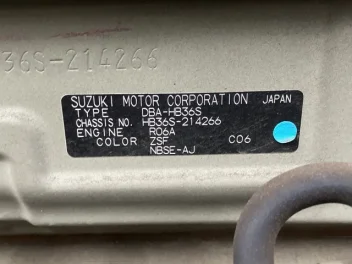 36S-214266
SUZUKI MOTOR CORPORATION JAPAN
TYPE DBA-HB36S
CHASSIS NO. HB36S-214266
ENGINE R06A
COLOR ZSF C06
NBSE-AJ